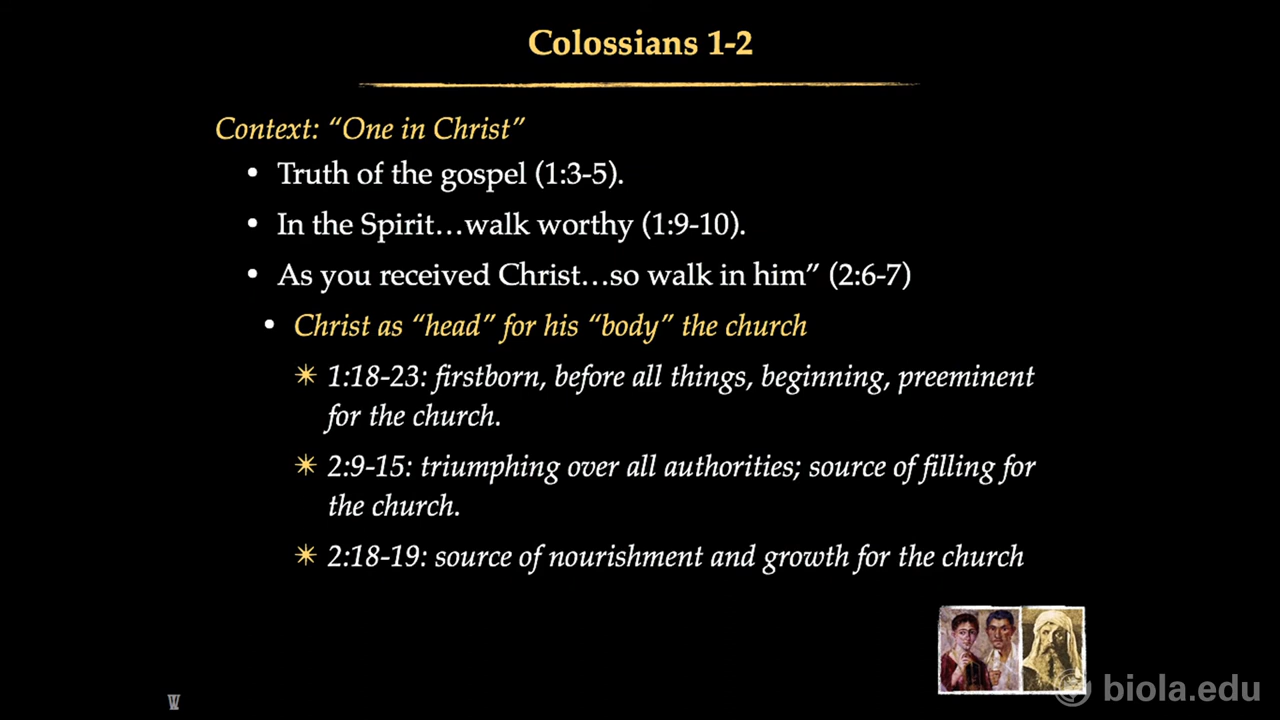 Colossians 1-2
Context: “One in Christ”
• Truth of the gospel (1:3-5).
• In the Spirit…walk worthy (1:9-10).
• As you received Christ…so walk in him” (2:6-7)
• Christ as “head” for his “body” the church
✴ 1:18-23: firstborn, before all things, beginning, preeminent
for the church.
✴ 2:9-15: triumphing over all authorities; source of filling for
the church.
✴ 2:18-19: source of nourishment and growth for the church
biola.edu